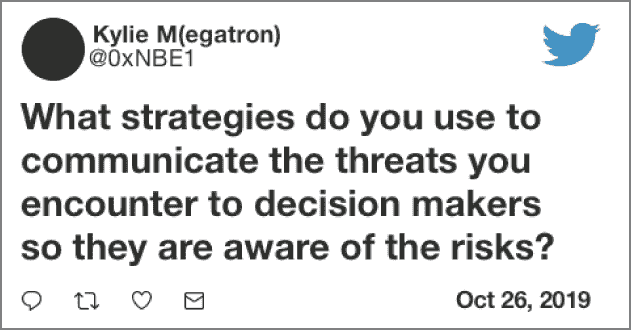 Kylie M(egatron)
@0xNBE1
What strategies do you use to
communicate the threats you
encounter to decision makers
so they are aware of the risks?
Oct 26, 2019